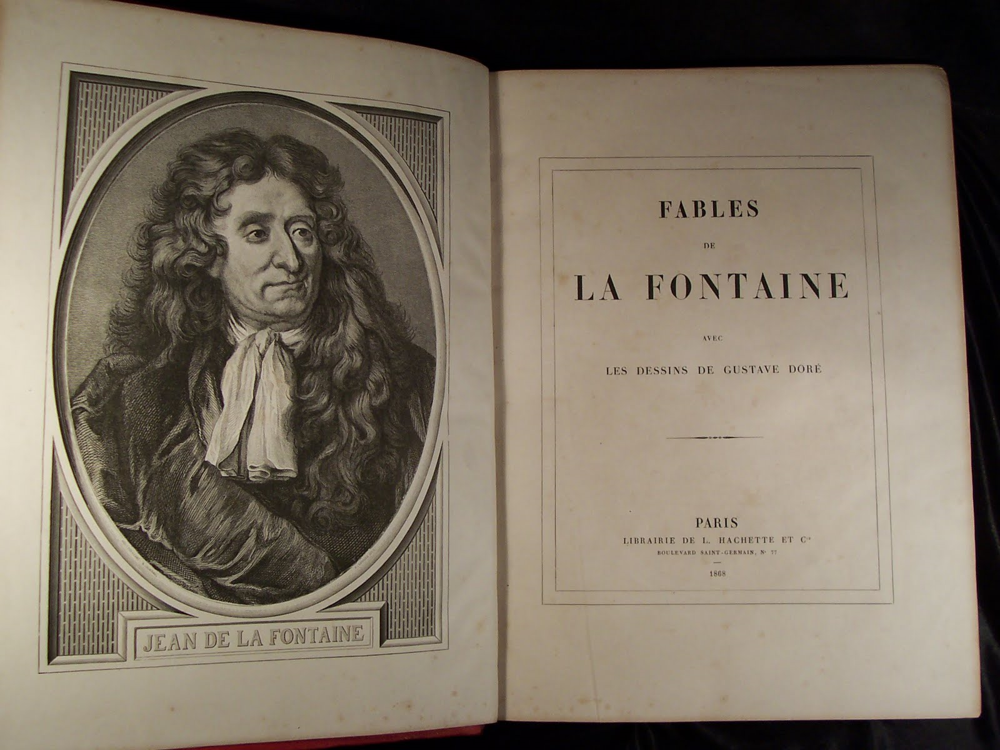 JEAN DE LA FONTAINE
FABLES
DE
LA FONTAINE
AVEC
LES DESSINS DE GUSTAVE DORÉ
PARIS
LIBRAIRIE DE L. HACHETTE ET Cie
BOULEVARD SAINT-GERMAIN, No 77
1868